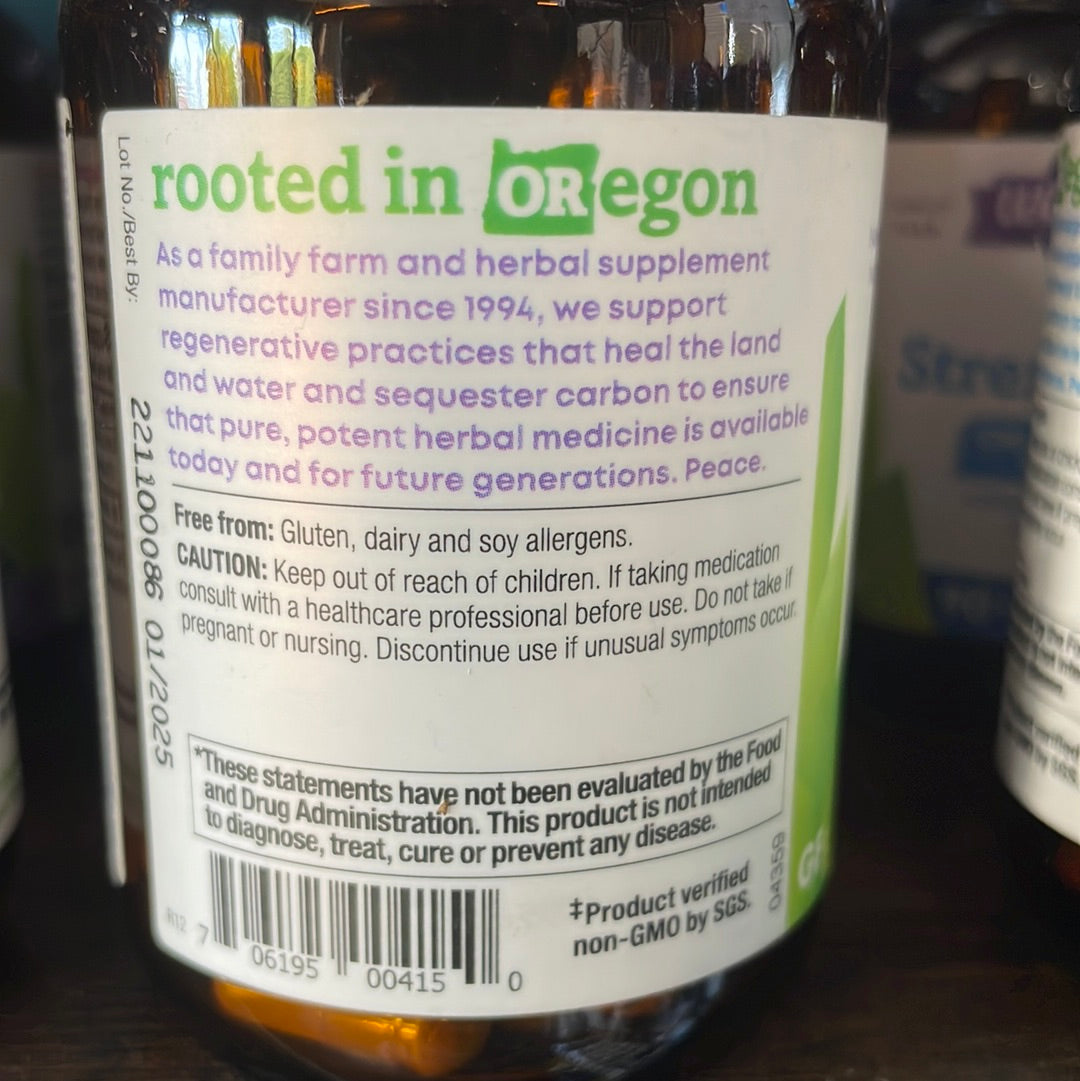 rooted in ORegon
As a family farm and herbal supplement
manufacturer since 1994, we support
regenerative practices that heal the land
and water and sequester carbon to ensure
that pure, potent herbal medicine is available
today and for future generations. Peace.
Free from: Gluten, dairy and soy allergens.
CAUTION: Keep out of reach of children. If taking medication
consult with a healthcare professional before use. Do not take if
pregnant or nursing. Discontinue use if unusual symptoms occur.
*These statements have not been evaluated by the Food
and Drug Administration. This product is not intended
to diagnose, treat, cure or prevent any disease.
‡Product verified
non-GMO by SGS.
04359
R12
7 06195 00415 0
Lot No./Best By:
221100086 01/2025
Stre